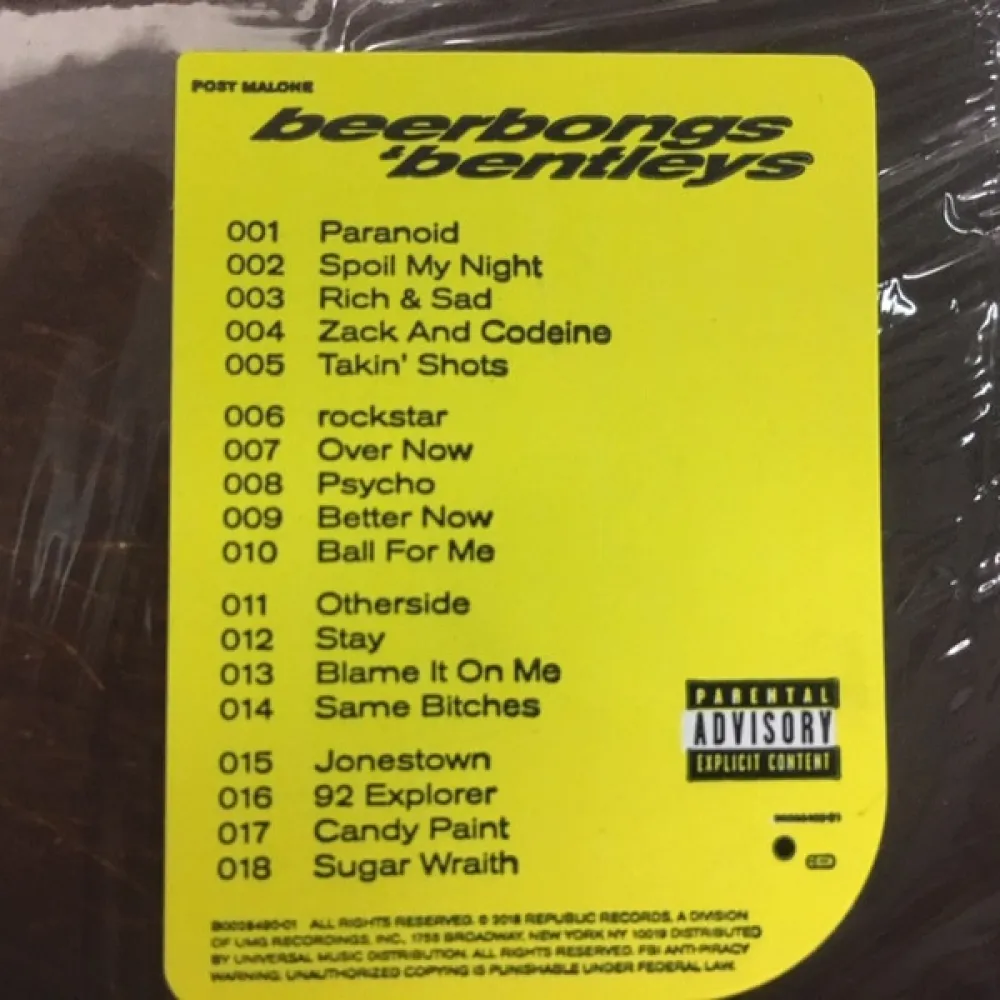 POST MALONE
beerbongs
‘bentleys
001 Paranoid
002 Spoil My Night
003 Rich & Sad
004 Zack And Codeine
005 Takin’ Shots
006 rockstar
007 Over Now
008 Psycho
009 Better Now
010 Ball For Me
011 Otherside
012 Stay
013 Blame It On Me
014 Same Bitches
015 Jonestown
016 92 Explorer
017 Candy Paint
018 Sugar Wraith
PARENTAL
ADVISORY
EXPLICIT CONTENT
ALL RIGHTS RESERVED. © 2018 REPUBLIC RECORDS, A DIVISION
OF UMG RECORDINGS, INC., 1755 BROADWAY, NEW YORK NY 10019 DISTRIBUTED
BY UNIVERSAL MUSIC DISTRIBUTION. ALL RIGHTS RESERVED. FBI ANTI-PIRACY
WARNING: UNAUTHORIZED COPYING IS PUNISHABLE UNDER FEDERAL LAW.